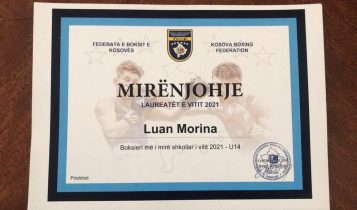 FEDERATA E BOKSIT E
KOSOVËS
KOSOVA BOXING
FEDERATION
MIRËNJOHJE
LAUREATËT E VITIT 2021
Luan Morina
Boksieri më i mirë shkollar i vitit 2021 - U14
Prishtinë